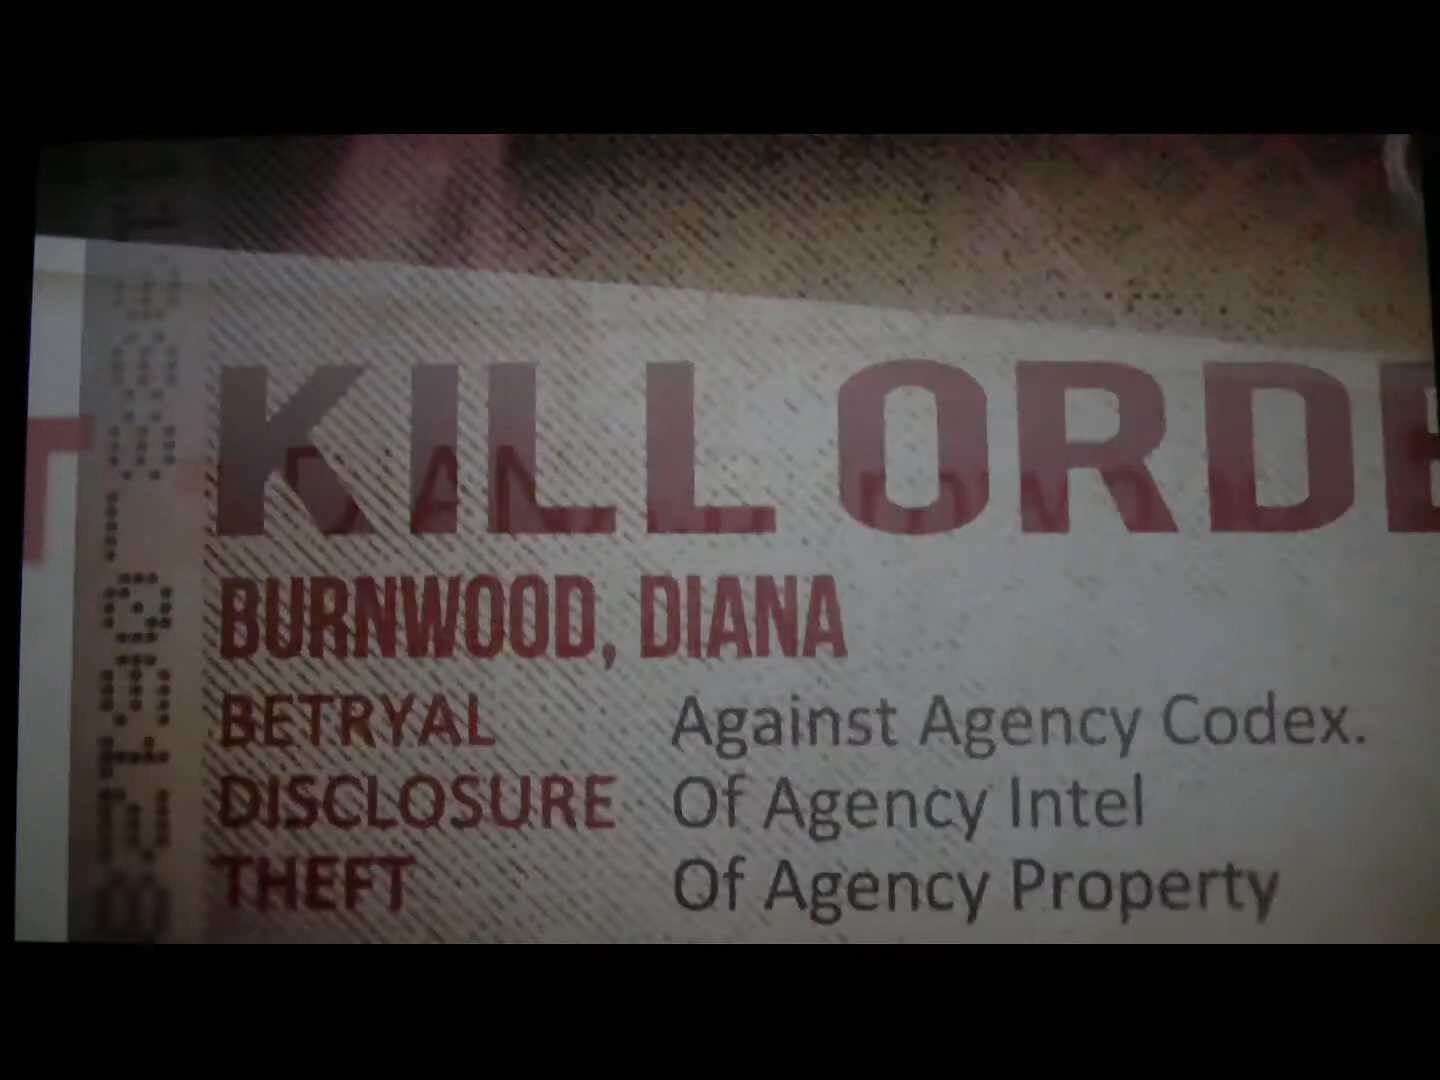 KILL ORDE
BURNWOOD, DIANA
BETRYAL Against Agency Codex.
DISCLOSURE Of Agency Intel
THEFT Of Agency Property